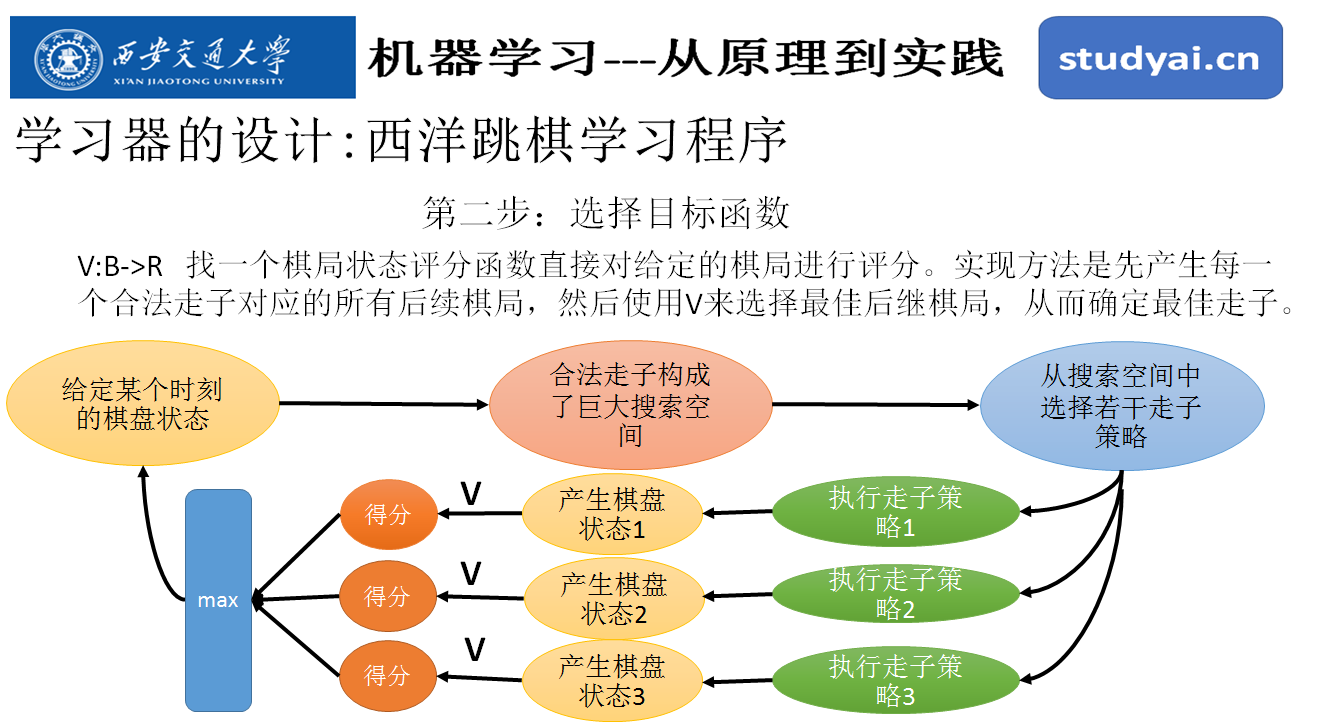 西安交通大学
XI'AN JIAOTONG UNIVERSITY
机器学习---从原理到实践
studyai.cn
学习器的设计:西洋跳棋学习程序
第二步：选择目标函数
V:B->R 找一个棋局状态评分函数直接对给定的棋局进行评分。实现方法是先产生每一
个合法走子对应的所有后续棋局，然后使用V来选择最佳后继棋局，从而确定最佳走子。
给定某个时刻
的棋盘状态
合法走子构成
了巨大搜索空
间
从搜索空间中
选择若干走子
策略
max
得分
V
产生棋盘
状态1
执行走子策
略1
得分
V
产生棋盘
状态2
执行走子策
略2
得分
V
产生棋盘
状态3
执行走子策
略3